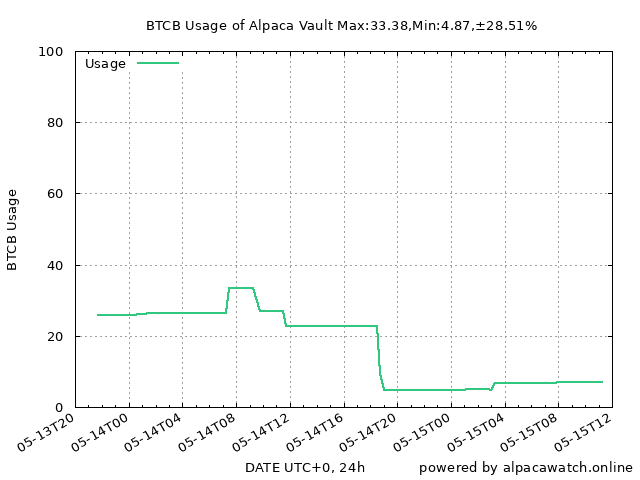 BTCB Usage of Alpaca Vault Max:33.38,Min:4.87,±28.51%
Usage
100
80
60
40
20
0
BTCB Usage
05-13T20
05-14T00
05-14T04
05-14T08
05-14T12
05-14T16
05-14T20
05-15T00
05-15T04
05-15T08
05-15T12
DATE UTC+0, 24h
powered by alpacawatch.online